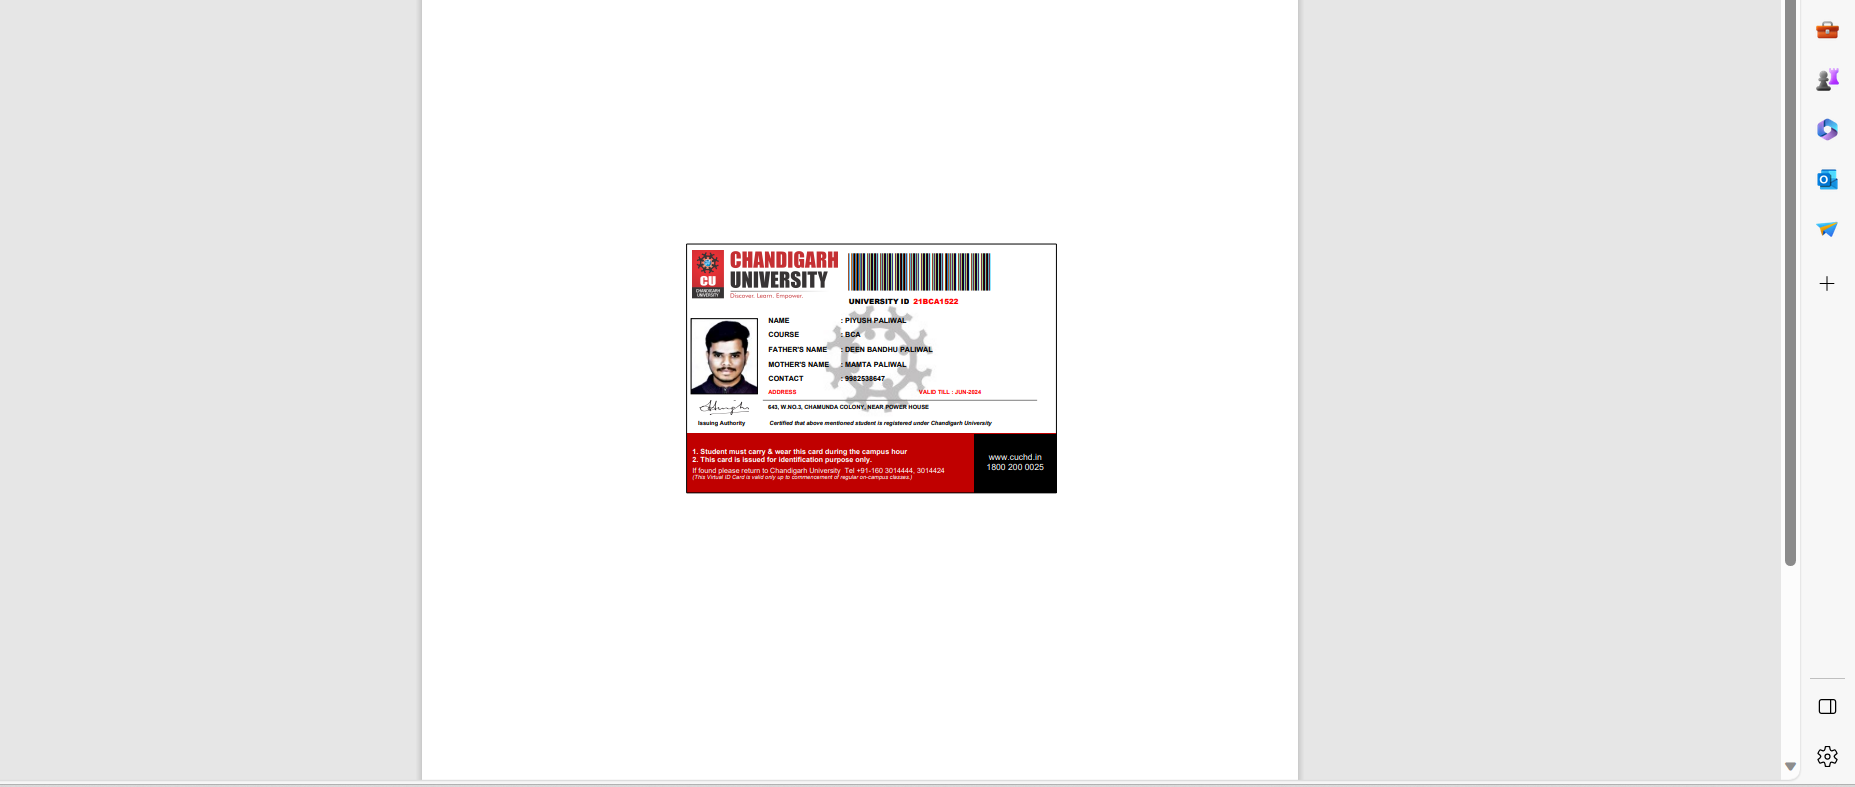 CHANDIGARH
UNIVERSITY
Discover. Learn. Empower.
CU
CHANDIGARH
UNIVERSITY
UNIVERSITY ID 21BCA1522
NAME : PIYUSH PALIWAL
COURSE : BCA
FATHER'S NAME : DEEN BANDHU PALIWAL
MOTHER'S NAME : MAMTA PALIWAL
CONTACT : 9982538647
ADDRESS VALID TILL : JUN-2024
643, W.NO.3, CHAMUNDA COLONY, NEAR POWER HOUSE
Issuing Authority Certified that above mentioned student is registered under Chandigarh University
1. Student must carry & wear this card during the campus hour
2. This card is issued for identification purpose only.
If found please return to Chandigarh University Tel +91-160 3014444, 3014424
(This Virtual ID Card is valid only up to commencement of regular on-campus classes.)
www.cuchd.in
1800 200 0025